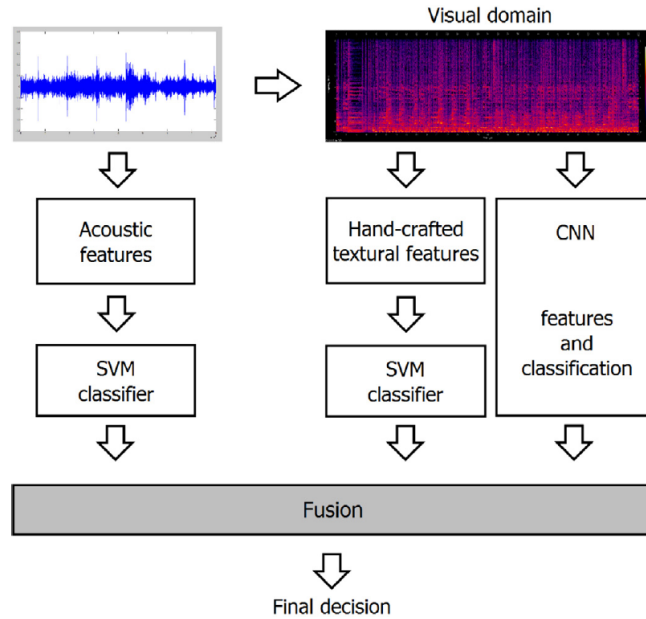 Visual domain
Acoustic
features
Hand-crafted
textural features
CNN
features
and
classification
SVM
classifier
SVM
classifier
Fusion
Final decision